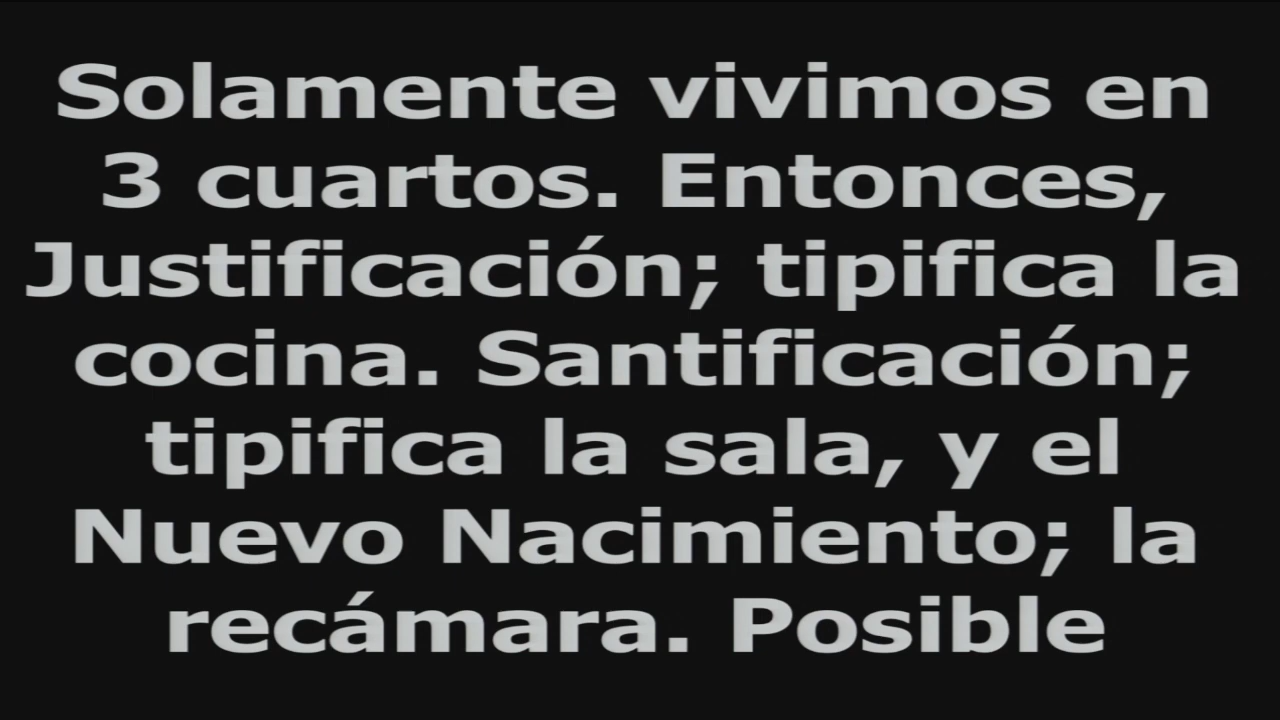 Solamente vivimos en
3 cuartos. Entonces,
Justificación; tipifica la
cocina. Santificación;
tipifica la sala, y el
Nuevo Nacimiento; la
recámara. Posible